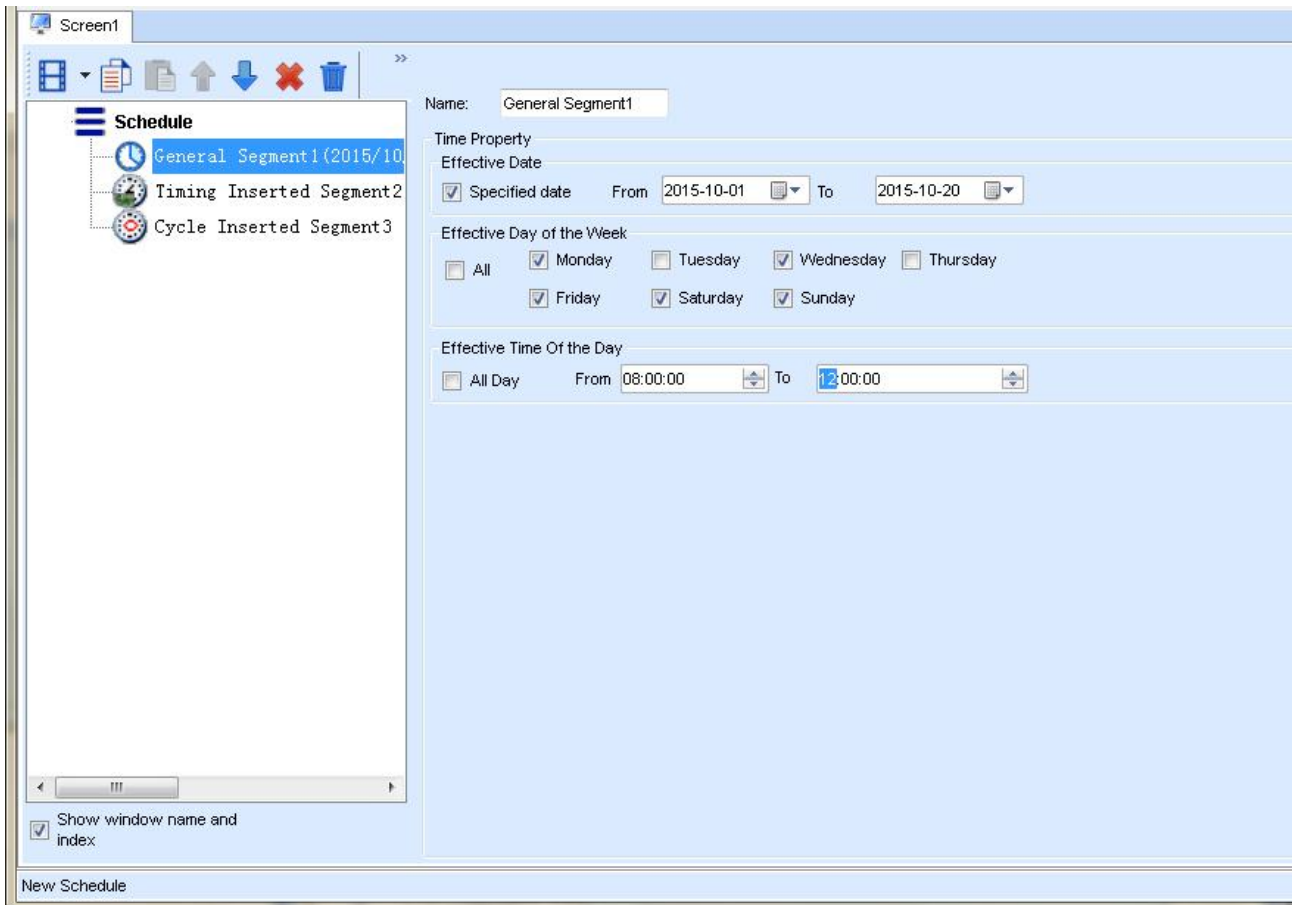 Screen1
»
Name: General Segment1
Schedule
General Segment1(2015/10
Timing Inserted Segment2
Cycle Inserted Segment3
Time Property
Effective Date
Specified date From 2015-10-01 To 2015-10-20
Effective Day of the Week
All Monday Tuesday Wednesday Thursday
Friday Saturday Sunday
Effective Time Of the Day
All Day From 08:00:00 To 12:00:00
Show window name and
index
New Schedule